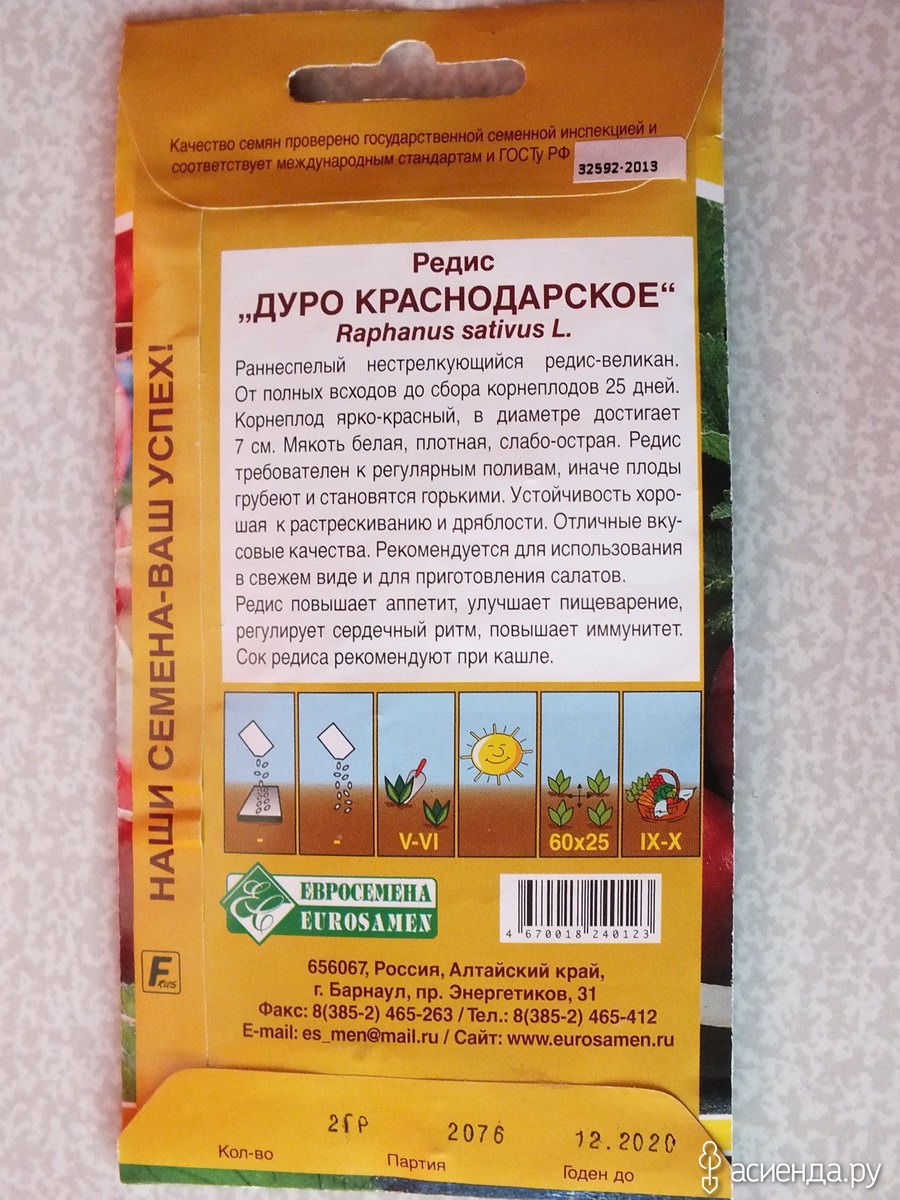 Качество семян проверено государственной семенной инспекцией и
соответствует международным стандартам и ГОСТу РФ 32592-2013
НАШИ СЕМЕНА-ВАШ УСПЕХ!
Редис
„ДУРО КРАСНОДАРСКОЕ“
Raphanus sativus L.
Раннеспелый нестрелкующийся редис-великан.
От полных всходов до сбора корнеплодов 25 дней.
Корнеплод ярко-красный, в диаметре достигает
7 см. Мякоть белая, плотная, слабо-острая. Редис
требователен к регулярным поливам, иначе плоды
грубеют и становятся горькими. Устойчивость хоро-
шая к растрескиванию и дряблости. Отличные вку-
совые качества. Рекомендуется для использования
в свежем виде и для приготовления салатов.
Редис повышает аппетит, улучшает пищеварение,
регулирует сердечный ритм, повышает иммунитет.
Сок редиса рекомендуют при кашле.
- - V-VI 60х25 IX-X
ЕВРОСЕМЕНА
EUROSAMEN
4 670018 240123
F Rus
656067, Россия, Алтайский край,
г. Барнаул, пр. Энергетиков, 31
Факс: 8(385-2) 465-263 / Тел.: 8(385-2) 465-412
E-mail: es_men@mail.ru / Сайт: www.eurosamen.ru
2ГР 2076 12.2020
Кол-во Партия Годен до
асиенда.ру